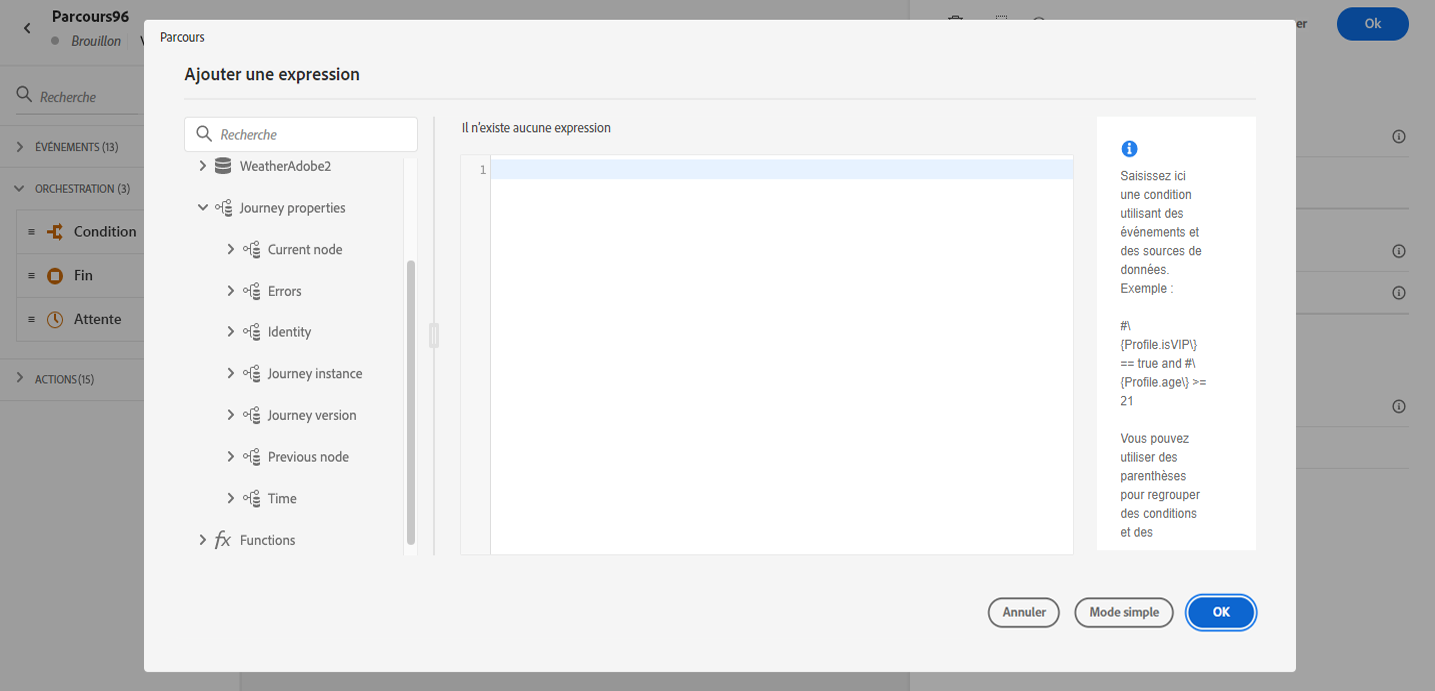 Parcours96
Brouillon
Ok
Recherche
ÉVÉNEMENTS (13)
ORCHESTRATION (3)
Condition
Fin
Attente
ACTIONS(15)
Parcours
Ajouter une expression
Recherche
WeatherAdobe2
Journey properties
Current node
Errors
Identity
Journey instance
Journey version
Previous node
Time
fx Functions
Il n'existe aucune expression
1
Saisissez ici
une condition
utilisant des
événements et
des sources de
données.
Exemple :
#\
{Profile.isVIP\}
== true and #\
{Profile.age\} >=
21
Vous pouvez
utiliser des
parenthèses
pour regrouper
des conditions
et des
Annuler
Mode simple
OK